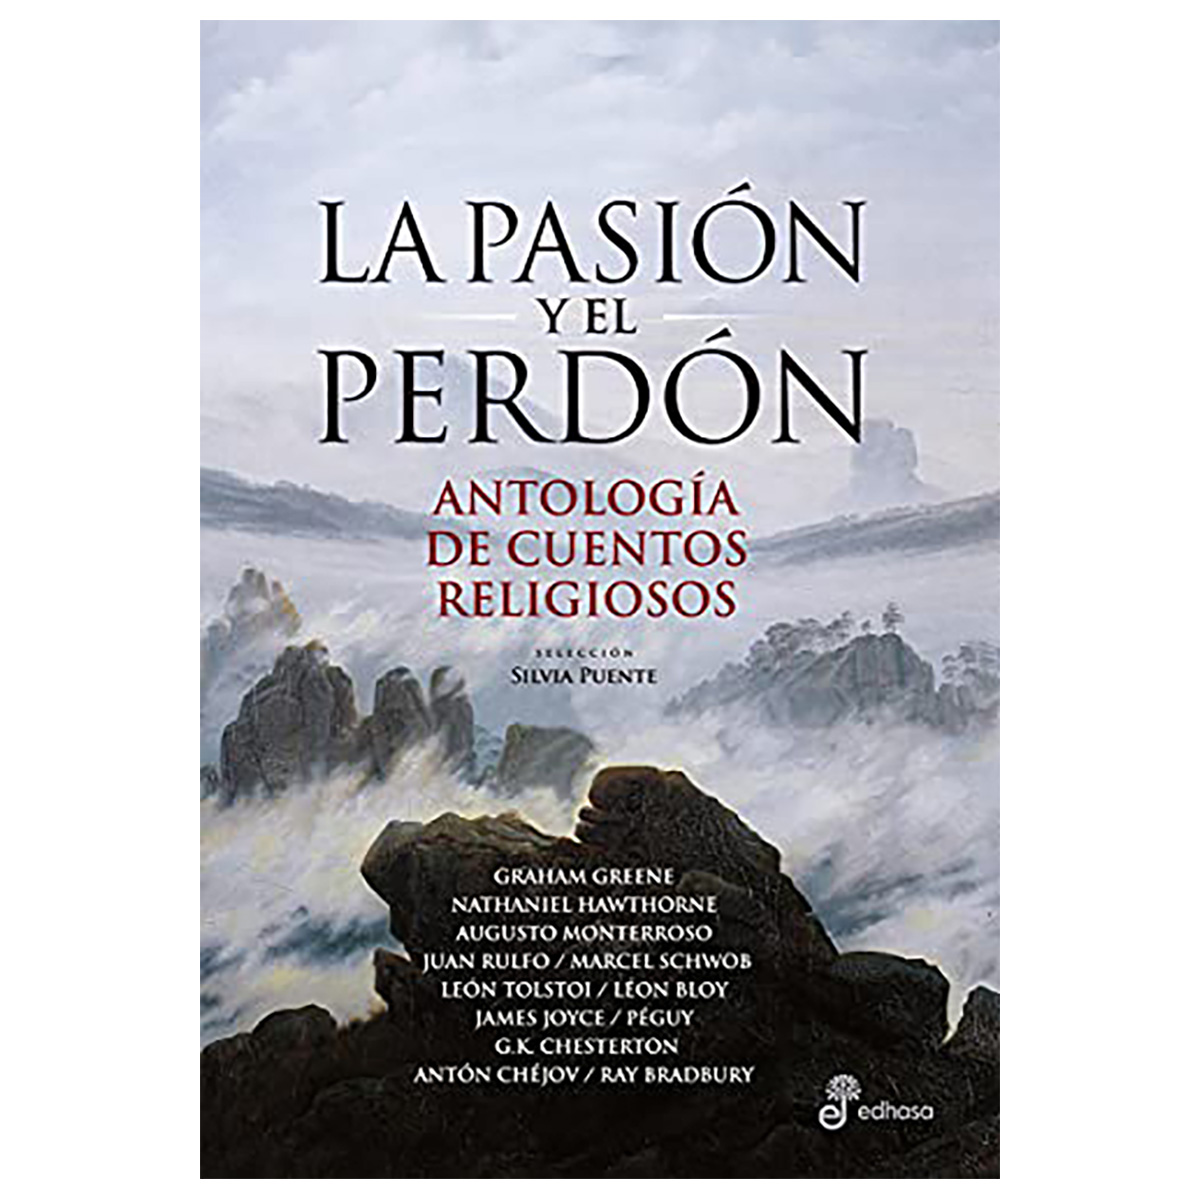 LA PASIÓN
Y EL
PERDÓN
ANTOLOGÍA
DE CUENTOS
RELIGIOSOS
SELECCIÓN
SILVIA PUENTE
GRAHAM GREENE
NATHANIEL HAWTHORNE
AUGUSTO MONTERROSO
JUAN RULFO / MARCEL SCHWOB
LEÓN TOLSTOI / LÉON BLOY
JAMES JOYCE / PÉGUY
G.K. CHESTERTON
ANTÓN CHÉJOV / RAY BRADBURY
edhasa